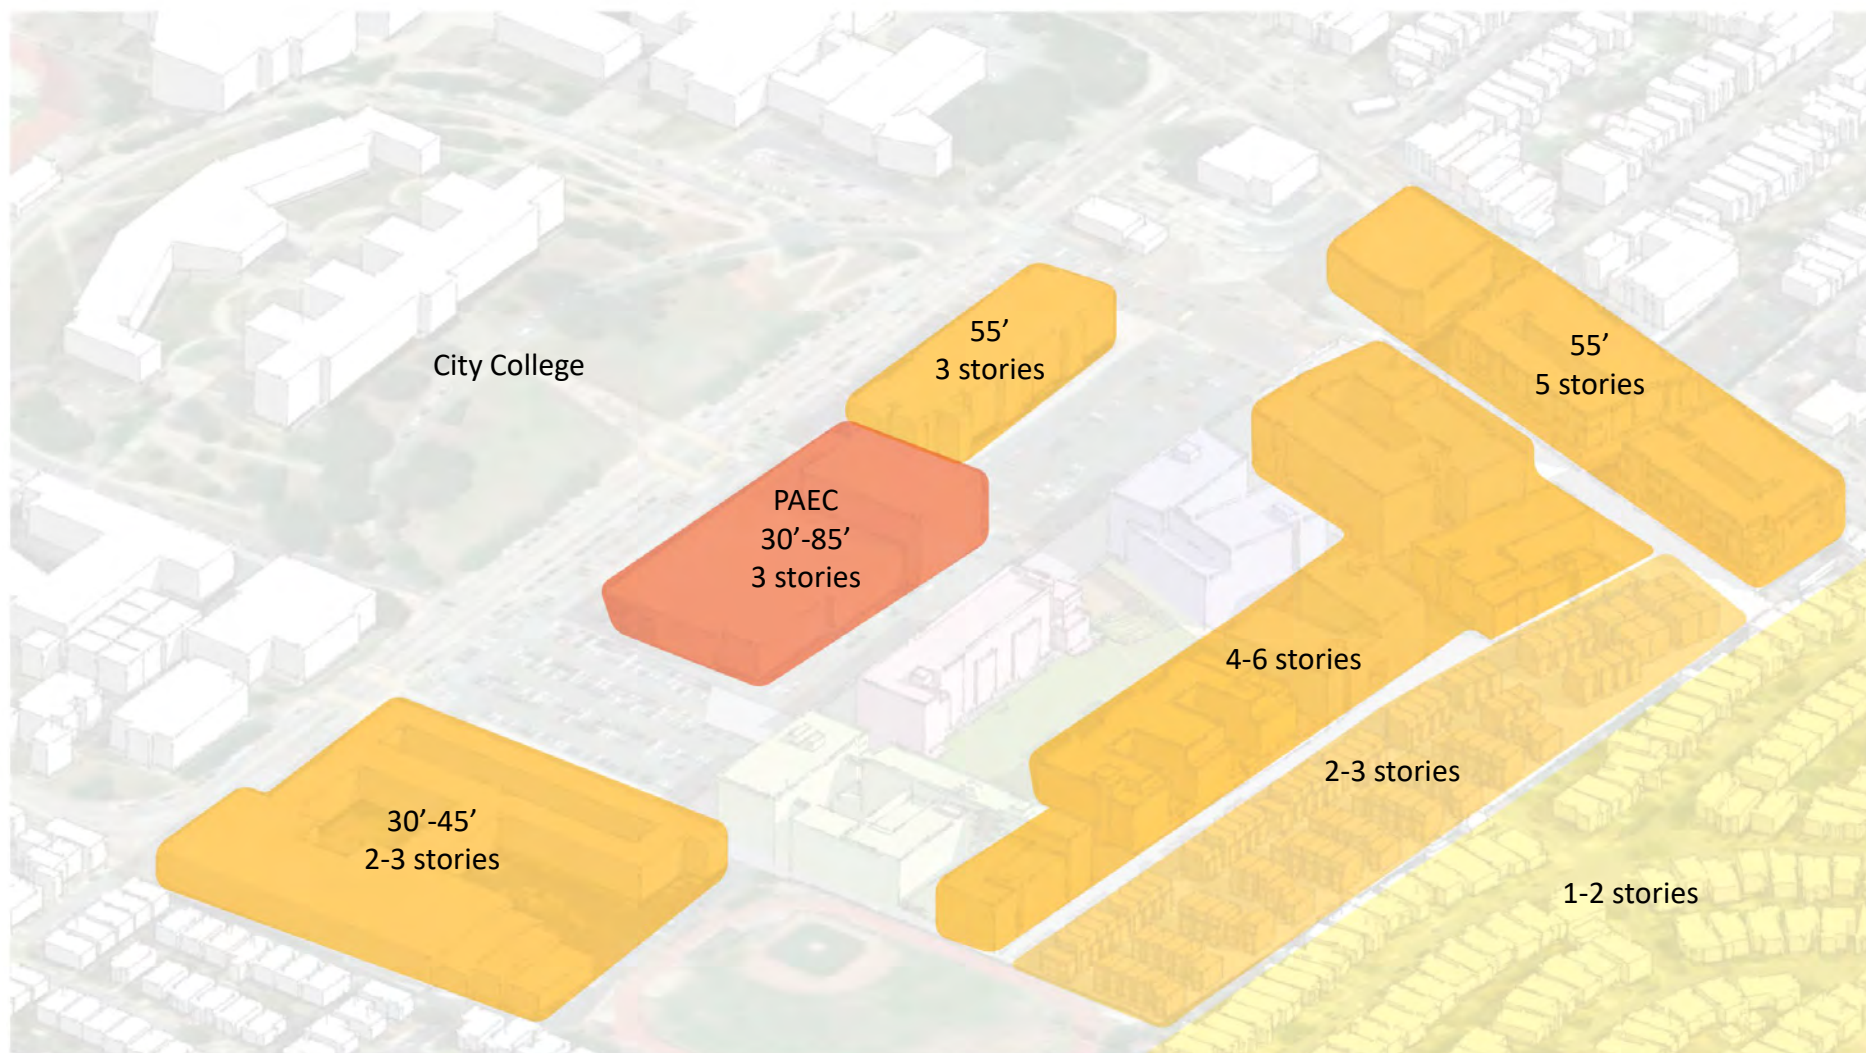 City College
55’
3 stories
55’
5 stories
PAEC
30’-85’
3 stories
4-6 stories
2-3 stories
30’-45’
2-3 stories
1-2 stories